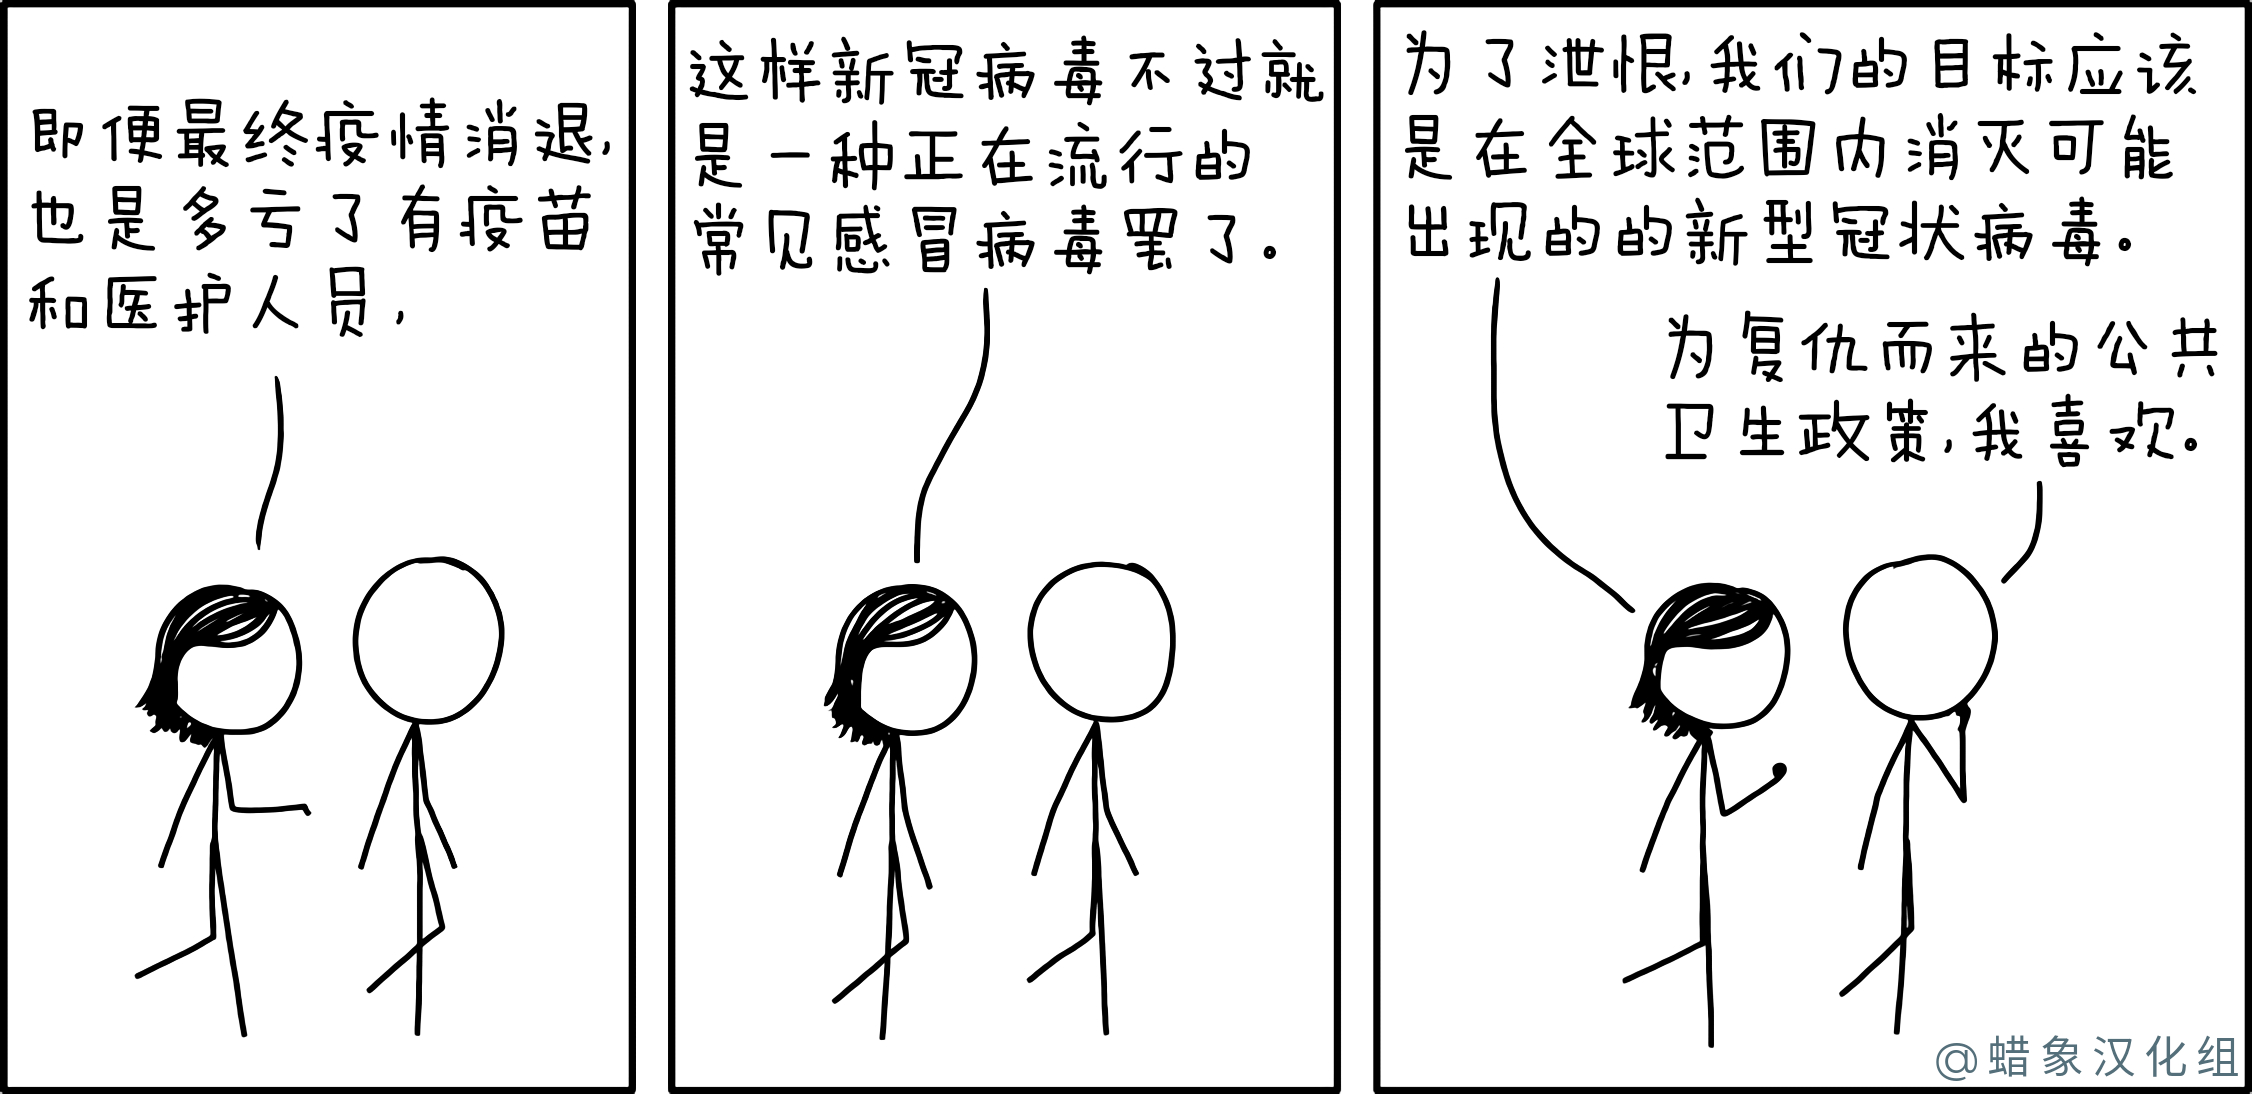 即便最终疫情消退,
也是多亏了有疫苗
和医护人员,
这样新冠病毒不过就
是一种正在流行的
常见感冒病毒罢了。
为了泄恨,我们的目标应该
是在全球范围内消灭可能
出现的的新型冠状病毒。
为复仇而来的公共
卫生政策,我喜欢。
@蜡象汉化组